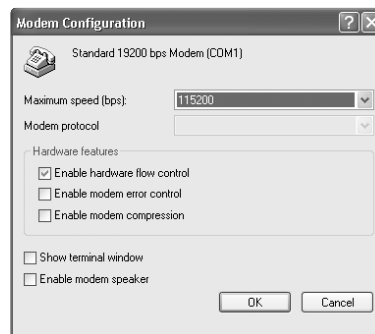 Modem Configuration
Standard 19200 bps Modem (COM1)
Maximum speed (bps): 115200
Modem protocol
Hardware features
Enable hardware flow control
Enable modem error control
Enable modem compression
Show terminal window
Enable modem speaker
OK Cancel